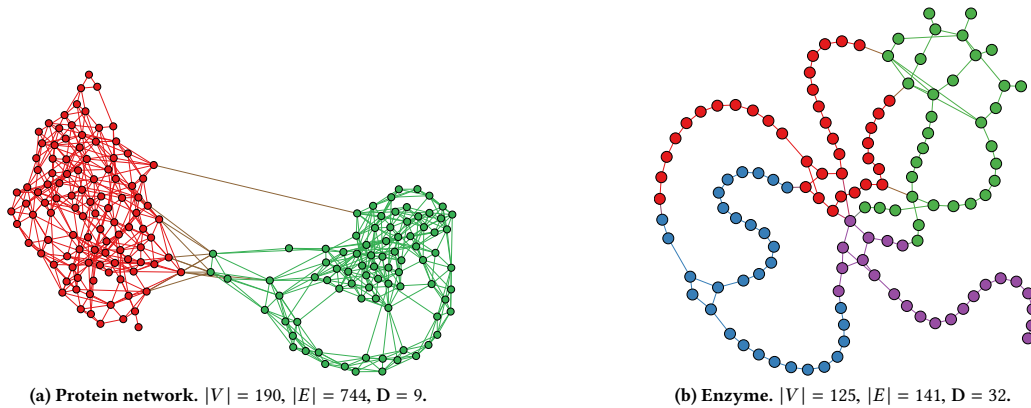 (a) Protein network. |V| = 190, |E| = 744, D = 9.
(b) Enzyme. |V| = 125, |E| = 141, D = 32.